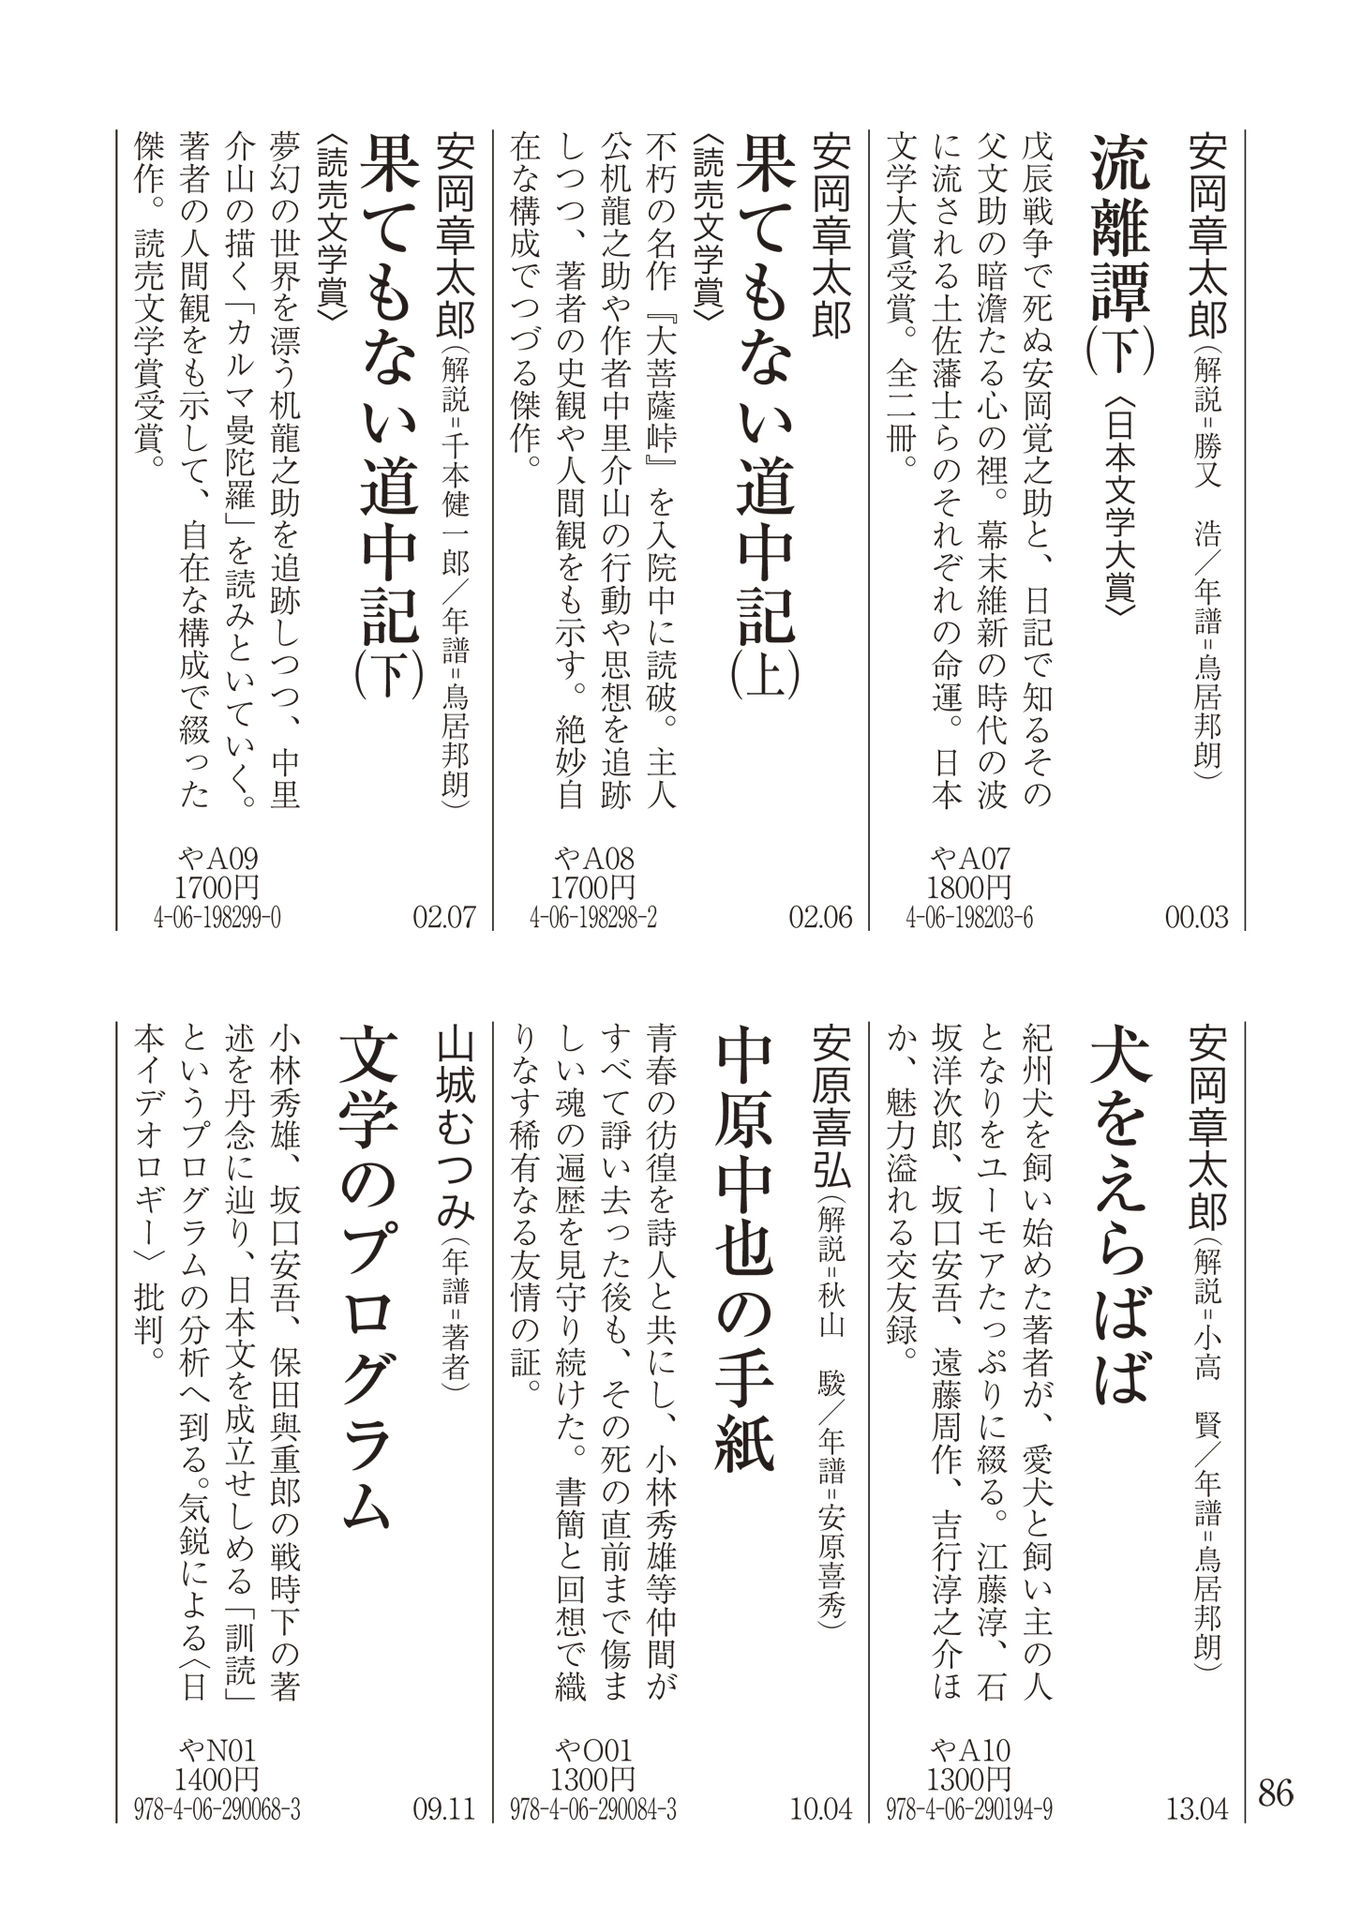 安岡章太郎(解説=勝又　浩／年譜=鳥居邦朗)
流離譚(下)〈日本文学大賞〉
戊辰戦争で死ぬ安岡覚之助と、日記で知るその
父文助の暗澹たる心の裡。幕末維新の時代の波
に流される土佐藩士らのそれぞれの命運。日本
文学大賞受賞。全二冊。
やA07
1800円
4-06-198203-6
00.03
安岡章太郎
果てもない道中記(上)
〈読売文学賞〉
不朽の名作『大菩薩峠』を入院中に読破。主人
公机龍之助や作者中里介山の行動や思想を追跡
しつつ、著者の史観や人間観をも示す。絶妙自
在な構成でつづる傑作。
やA08
1700円
4-06-198298-2
02.06
安岡章太郎(解説=千本健一郎／年譜=鳥居邦朗)
果てもない道中記(下)
〈読売文学賞〉
夢幻の世界を漂う机龍之助を追跡しつつ、中里
介山の描く「カルマ曼陀羅」を読みといていく。
著者の人間観をも示して、自在な構成で綴った
傑作。読売文学賞受賞。
やA09
1700円
4-06-198299-0
02.07
安岡章太郎(解説=小高　賢／年譜=鳥居邦朗)
犬をえらばば
紀州犬を飼い始めた著者が、愛犬と飼い主の人
となりをユーモアたっぷりに綴る。江藤淳、石
坂洋次郎、坂口安吾、遠藤周作、吉行淳之介ほ
か、魅力溢れる交友録。
やA10
1300円
978-4-06-290194-9
13.04
安原喜弘(解説=秋山　駿／年譜=安原喜秀)
中原中也の手紙
青春の彷徨を詩人と共にし、小林秀雄等仲間が
すべて諍い去った後も、その死の直前まで傷ま
しい魂の遍歴を見守り続けた。書簡と回想で織
りなす稀有なる友情の証。
やO01
1300円
978-4-06-290084-3
10.04
山城むつみ(年譜=著者)
文学のプログラム
小林秀雄、坂口安吾、保田與重郎の戦時下の著
述を丹念に辿り、日本文を成立せしめる「訓読」
というプログラムの分析へ到る。気鋭による〈日
本イデオロギー〉批判。
やN01
1400円
978-4-06-290068-3
09.11
86